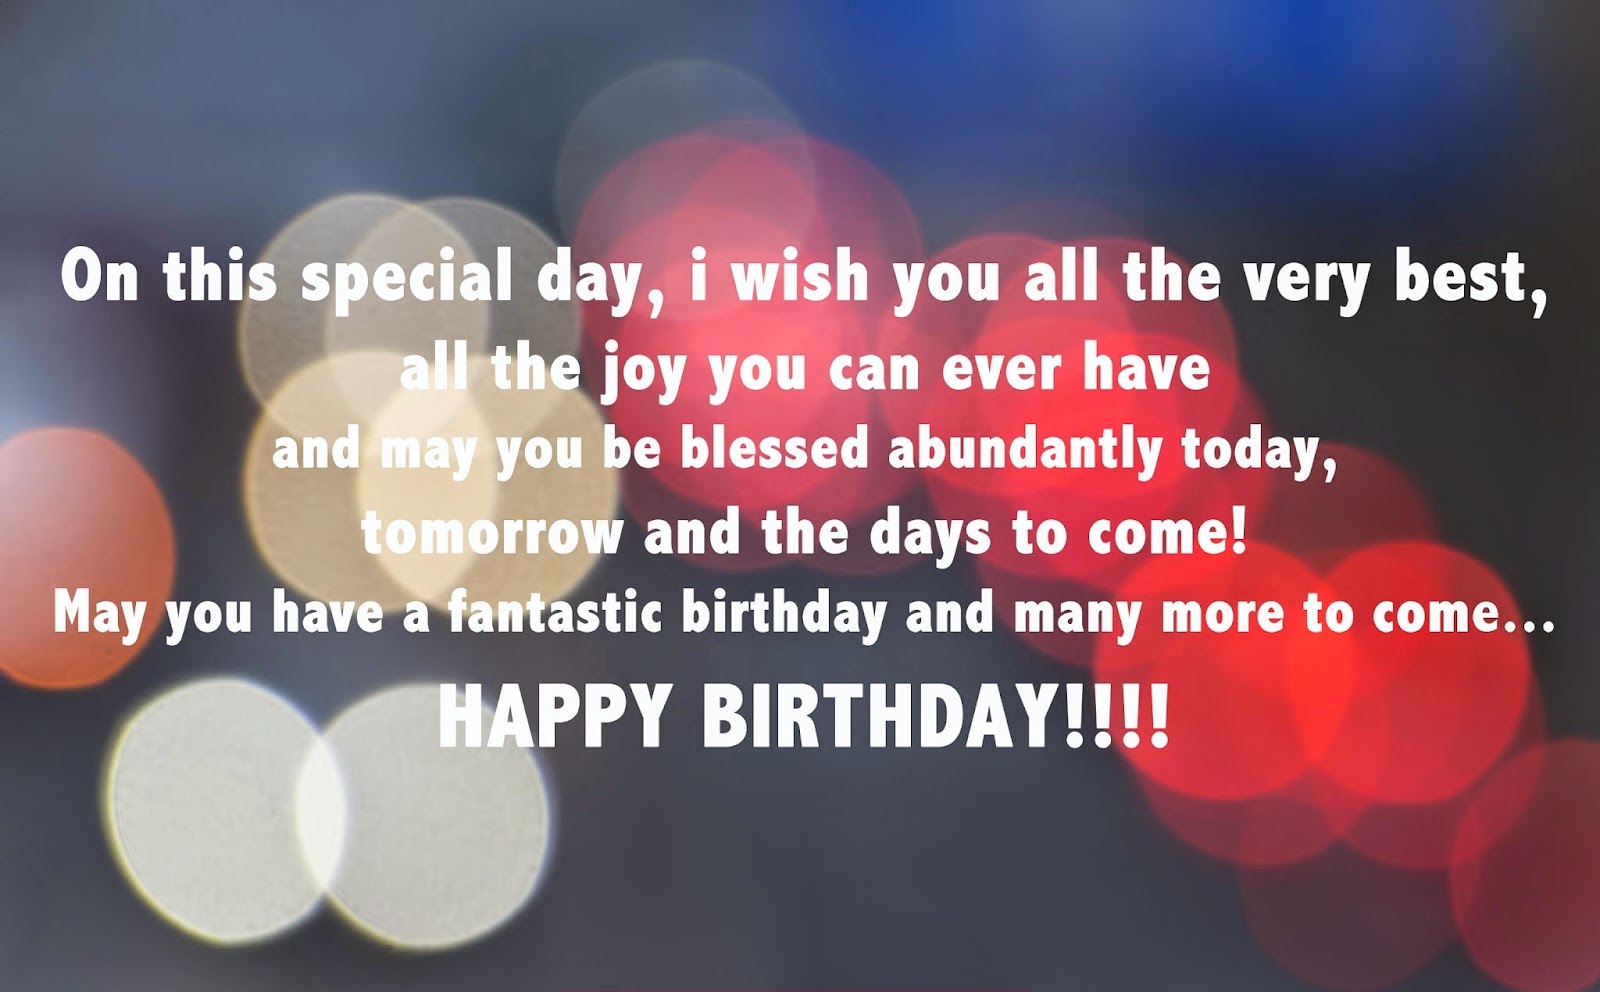 On this special day, i wish you all the very best,
all the joy you can ever have
and may you be blessed abundantly today,
tomorrow and the days to come!
May you have a fantastic birthday and many more to come...
HAPPY BIRTHDAY!!!!